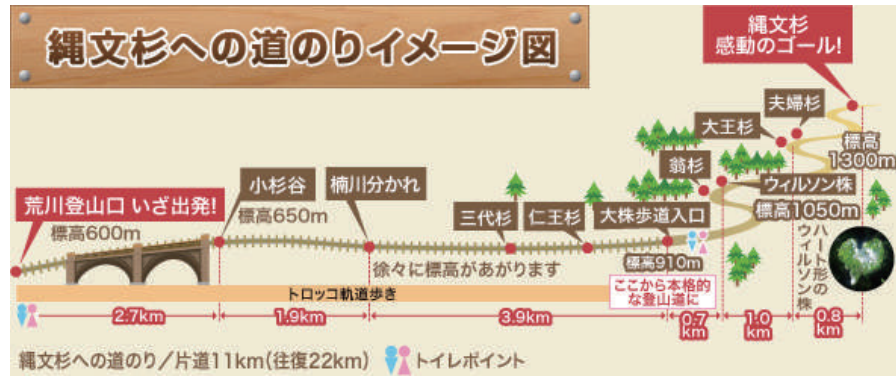 縄文杉への道のりイメージ図
縄文杉
感動のゴール!
夫婦杉
大王杉
標高
1300m
翁杉
ウィルソン株
小杉谷
楠川分かれ
荒川登山口 いざ出発!
標高650m
三代杉
仁王杉
大株歩道入口
標高1050m
標高600m
標高910m
徐々に標高があがります
ハート形の
ウィルソン株
トロッコ軌道歩き
ここから本格的
な登山道に
2.7km
1.9km
3.9km
0.7
km
1.0
km
0.8
km
縄文杉への道のり/片道11km(往復22km)
トイレポイント